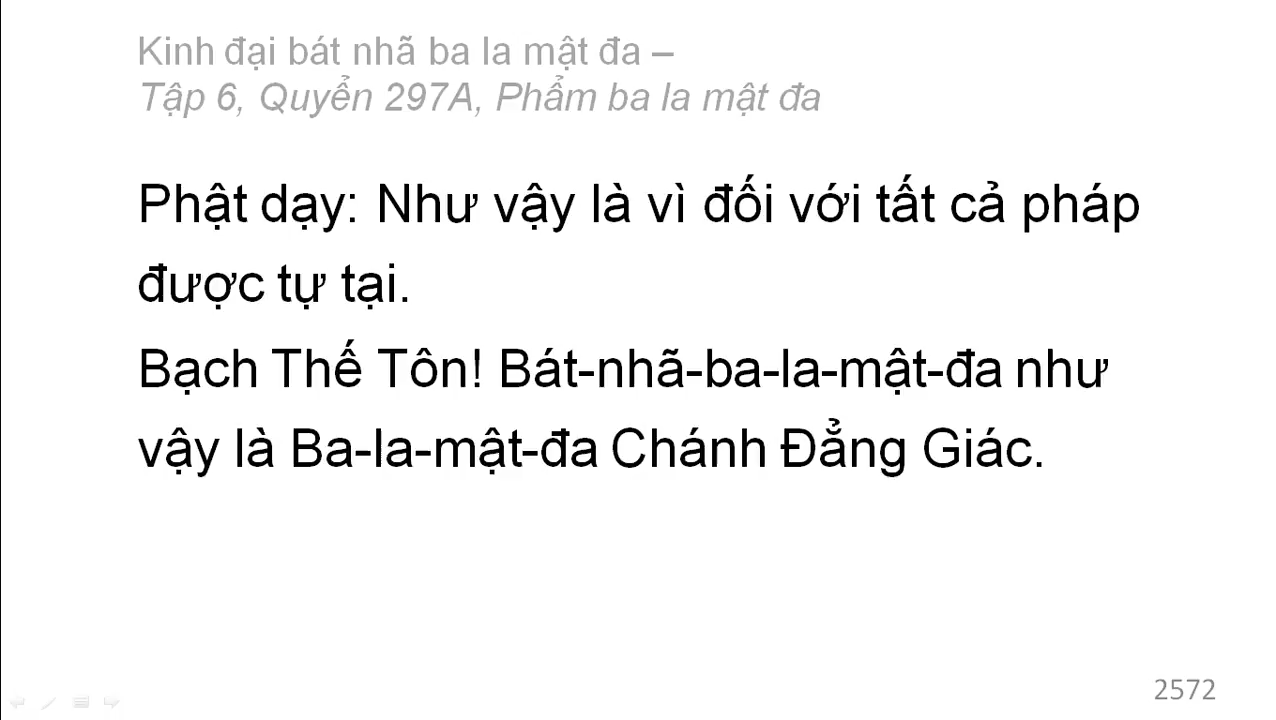 Kinh đại bát nhã ba la mật đa –
Tập 6, Quyển 297A, Phẩm ba la mật đa
Phật dạy: Như vậy là vì đối với tất cả pháp
được tự tại.
Bạch Thế Tôn! Bát-nhã-ba-la-mật-đa như
vậy là Ba-la-mật-đa Chánh Đẳng Giác.
2572